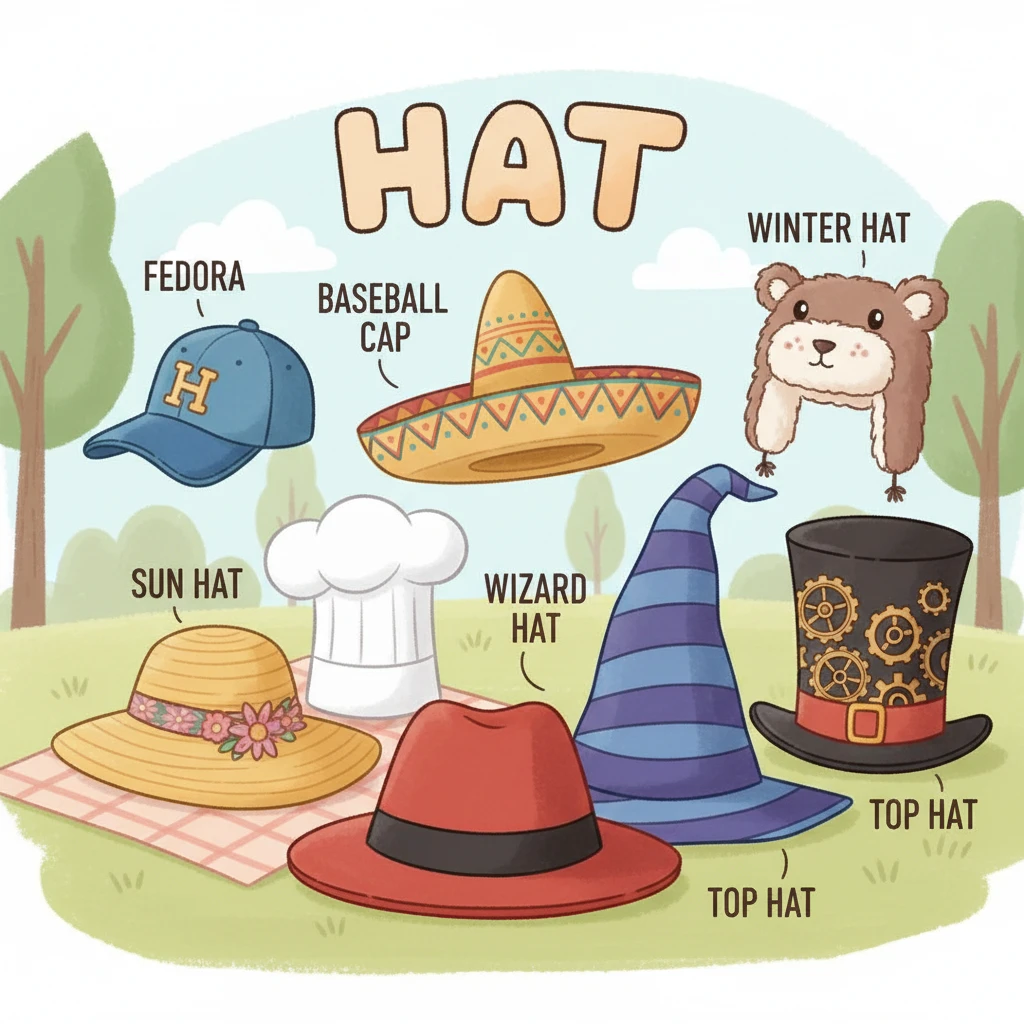 HAT
WINTER HAT
FEDORA
BASEBALL
CAP
H
SUN HAT
WIZARD
HAT
TOP HAT
TOP HAT